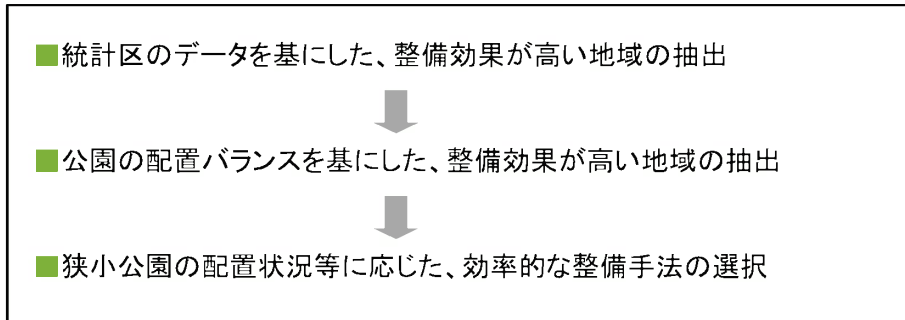 ■統計区のデータを基にした、整備効果が高い地域の抽出
■公園の配置バランスを基にした、整備効果が高い地域の抽出
■狭小公園の配置状況等に応じた、効率的な整備手法の選択